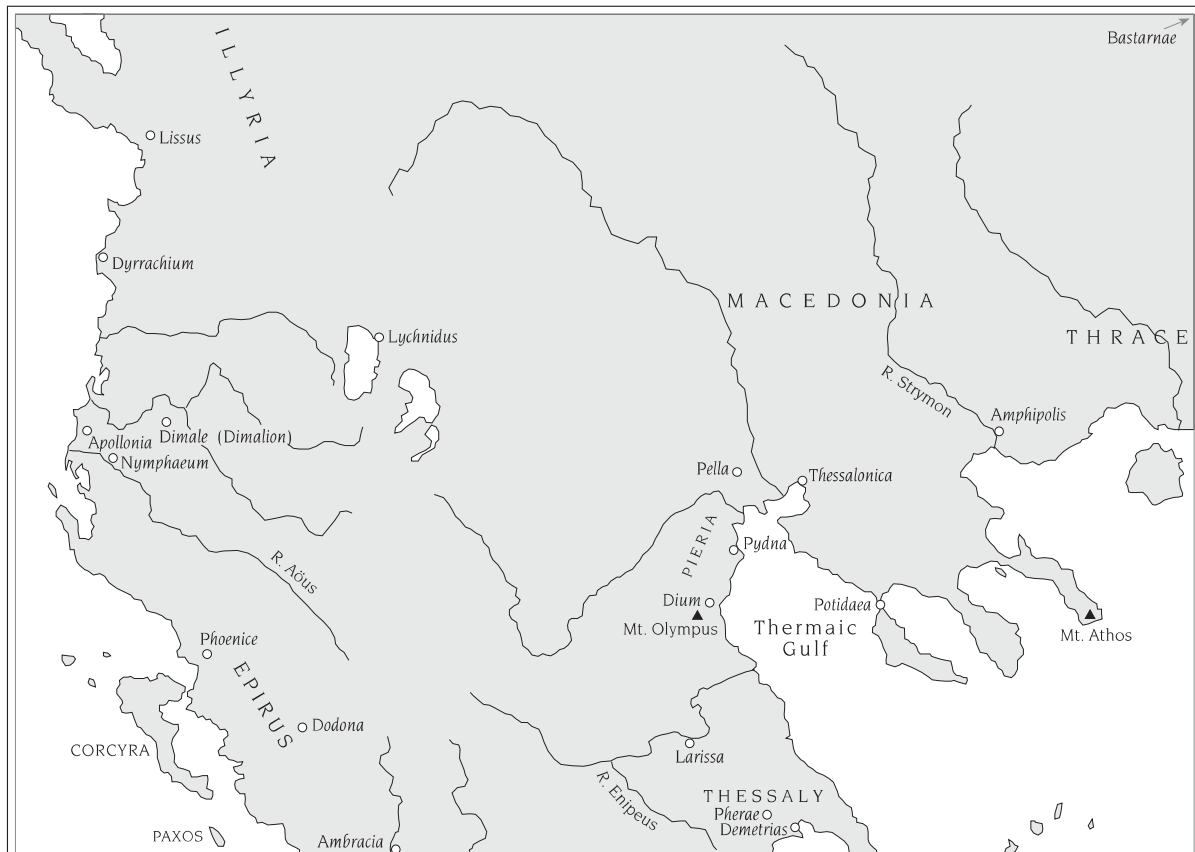 Bastarnae
ILLYRIA
Lissus
Dyrrachium
MACEDONIA
THRACE
Lychnidus
R. Strymon
Amphipolis
Apollonia
Dimale (Dimalion)
Nymphaeum
Pella
Thessalonica
PIERIA
Pydna
R. Aöus
Dium
Mt. Olympus
Potidaea
Thermaic
Gulf
Mt. Athos
Phoenice
EPIRUS
Dodona
CORCYRA
Larissa
R. Enipeus
THESSALY
Pherae
Demetrias
PAXOS
Ambracia